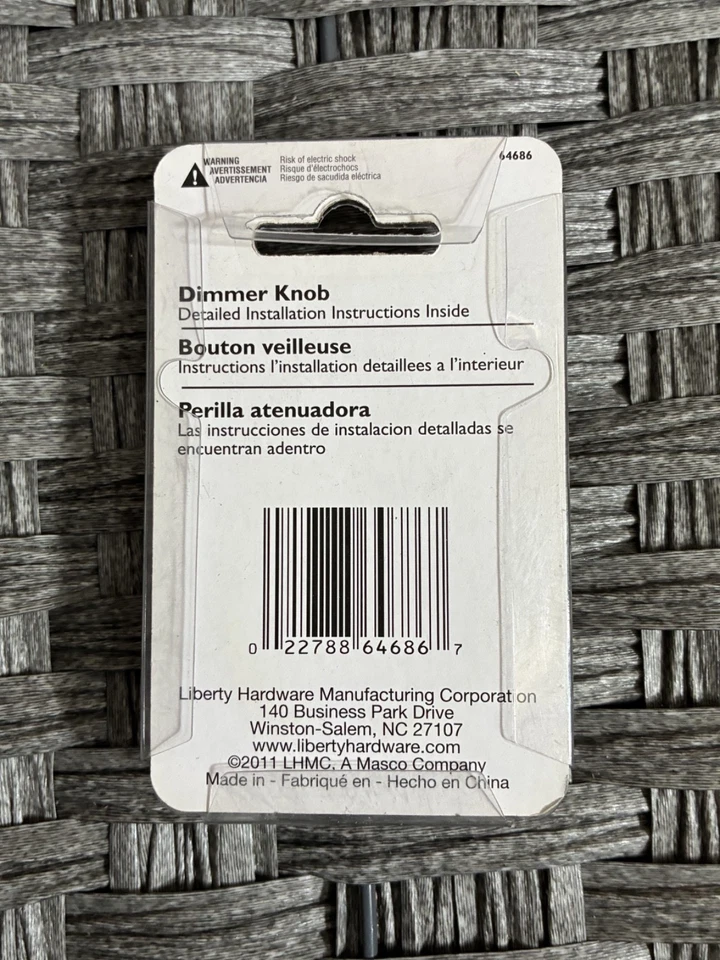 WARNING
AVERTISSEMENT
ADVERTENCIA
Risk of electric shock
Risque d'électrochocs
Riesgo de sacudida eléctrica
64686
Dimmer Knob
Detailed Installation Instructions Inside
Bouton veilleuse
Instructions l'installation detaillees a l'interieur
Perilla atenuadora
Las instrucciones de instalacion detalladas se
encuentran adentro
0 22788 64686 7
Liberty Hardware Manufacturing Corporation
140 Business Park Drive
Winston-Salem, NC 27107
www.libertyhardware.com
©2011 LHMC, A Masco Company
Made in - Fabriqué en - Hecho en China